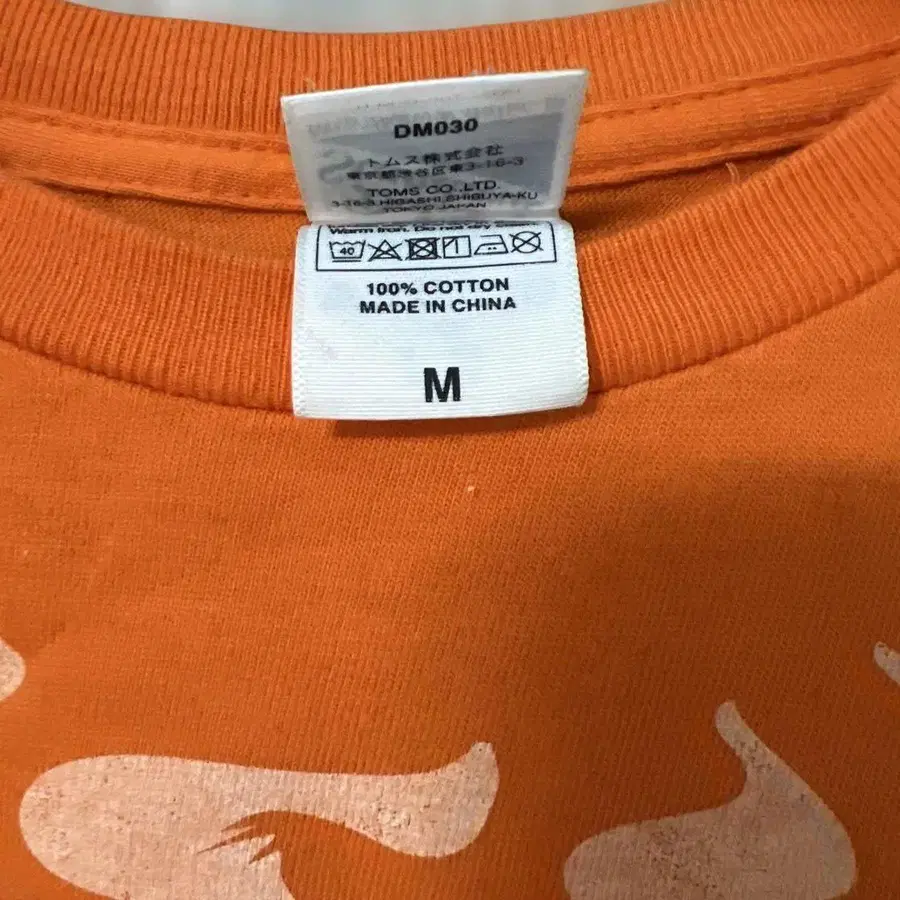 DM030
トムス株式会社
東京都渋谷区東3-16-3
TOMS CO.,LTD.
3-16-3, HIGASHI, SHIBUYA-KU
TOKYO JAPAN
Warm iron. Do not dry clean.
40
100% COTTON
MADE IN CHINA
M